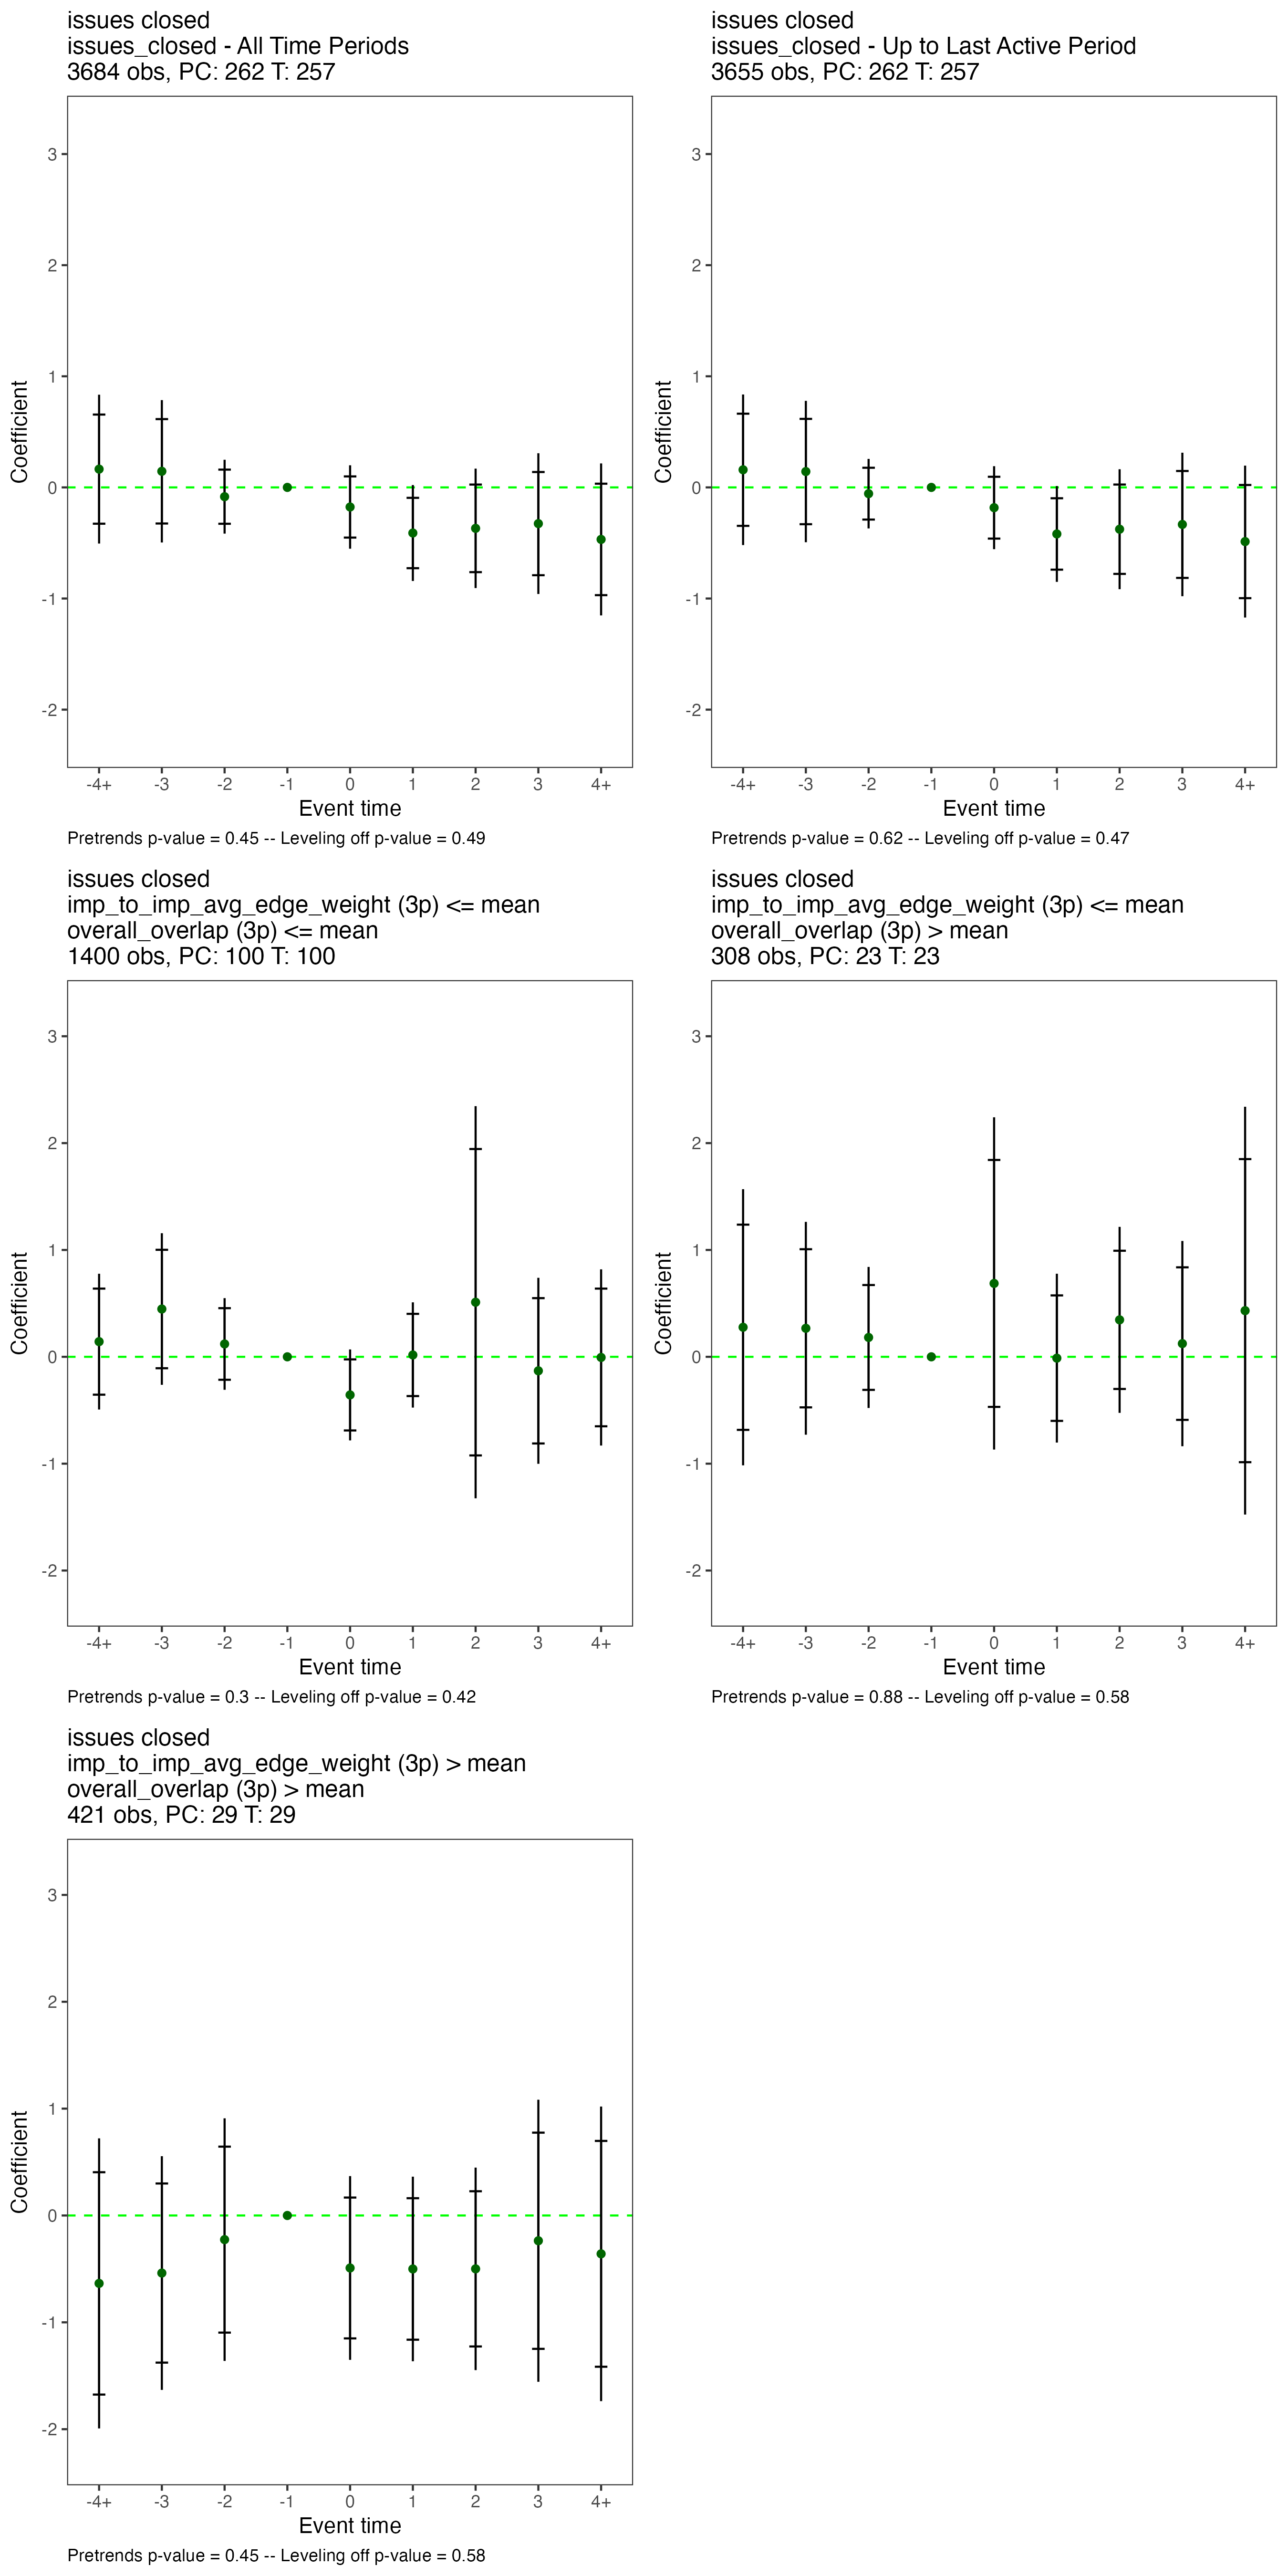 issues closed
issues_closed - All Time Periods
3684 obs, PC: 262 T: 257
Coefficient
3
2
1
0
-1
-2
-4+ -3 -2 -1 0 1 2 3 4+
Event time
Pretrends p-value = 0.45 -- Leveling off p-value = 0.49
issues closed
issues_closed - Up to Last Active Period
3655 obs, PC: 262 T: 257
Coefficient
3
2
1
0
-1
-2
-4+ -3 -2 -1 0 1 2 3 4+
Event time
Pretrends p-value = 0.62 -- Leveling off p-value = 0.47
issues closed
imp_to_imp_avg_edge_weight (3p) <= mean
overall_overlap (3p) <= mean
1400 obs, PC: 100 T: 100
Coefficient
3
2
1
0
-1
-2
-4+ -3 -2 -1 0 1 2 3 4+
Event time
Pretrends p-value = 0.3 -- Leveling off p-value = 0.42
issues closed
imp_to_imp_avg_edge_weight (3p) <= mean
overall_overlap (3p) > mean
308 obs, PC: 23 T: 23
Coefficient
3
2
1
0
-1
-2
-4+ -3 -2 -1 0 1 2 3 4+
Event time
Pretrends p-value = 0.88 -- Leveling off p-value = 0.58
issues closed
imp_to_imp_avg_edge_weight (3p) > mean
overall_overlap (3p) > mean
421 obs, PC: 29 T: 29
Coefficient
3
2
1
0
-1
-2
-4+ -3 -2 -1 0 1 2 3 4+
Event time
Pretrends p-value = 0.45 -- Leveling off p-value = 0.58